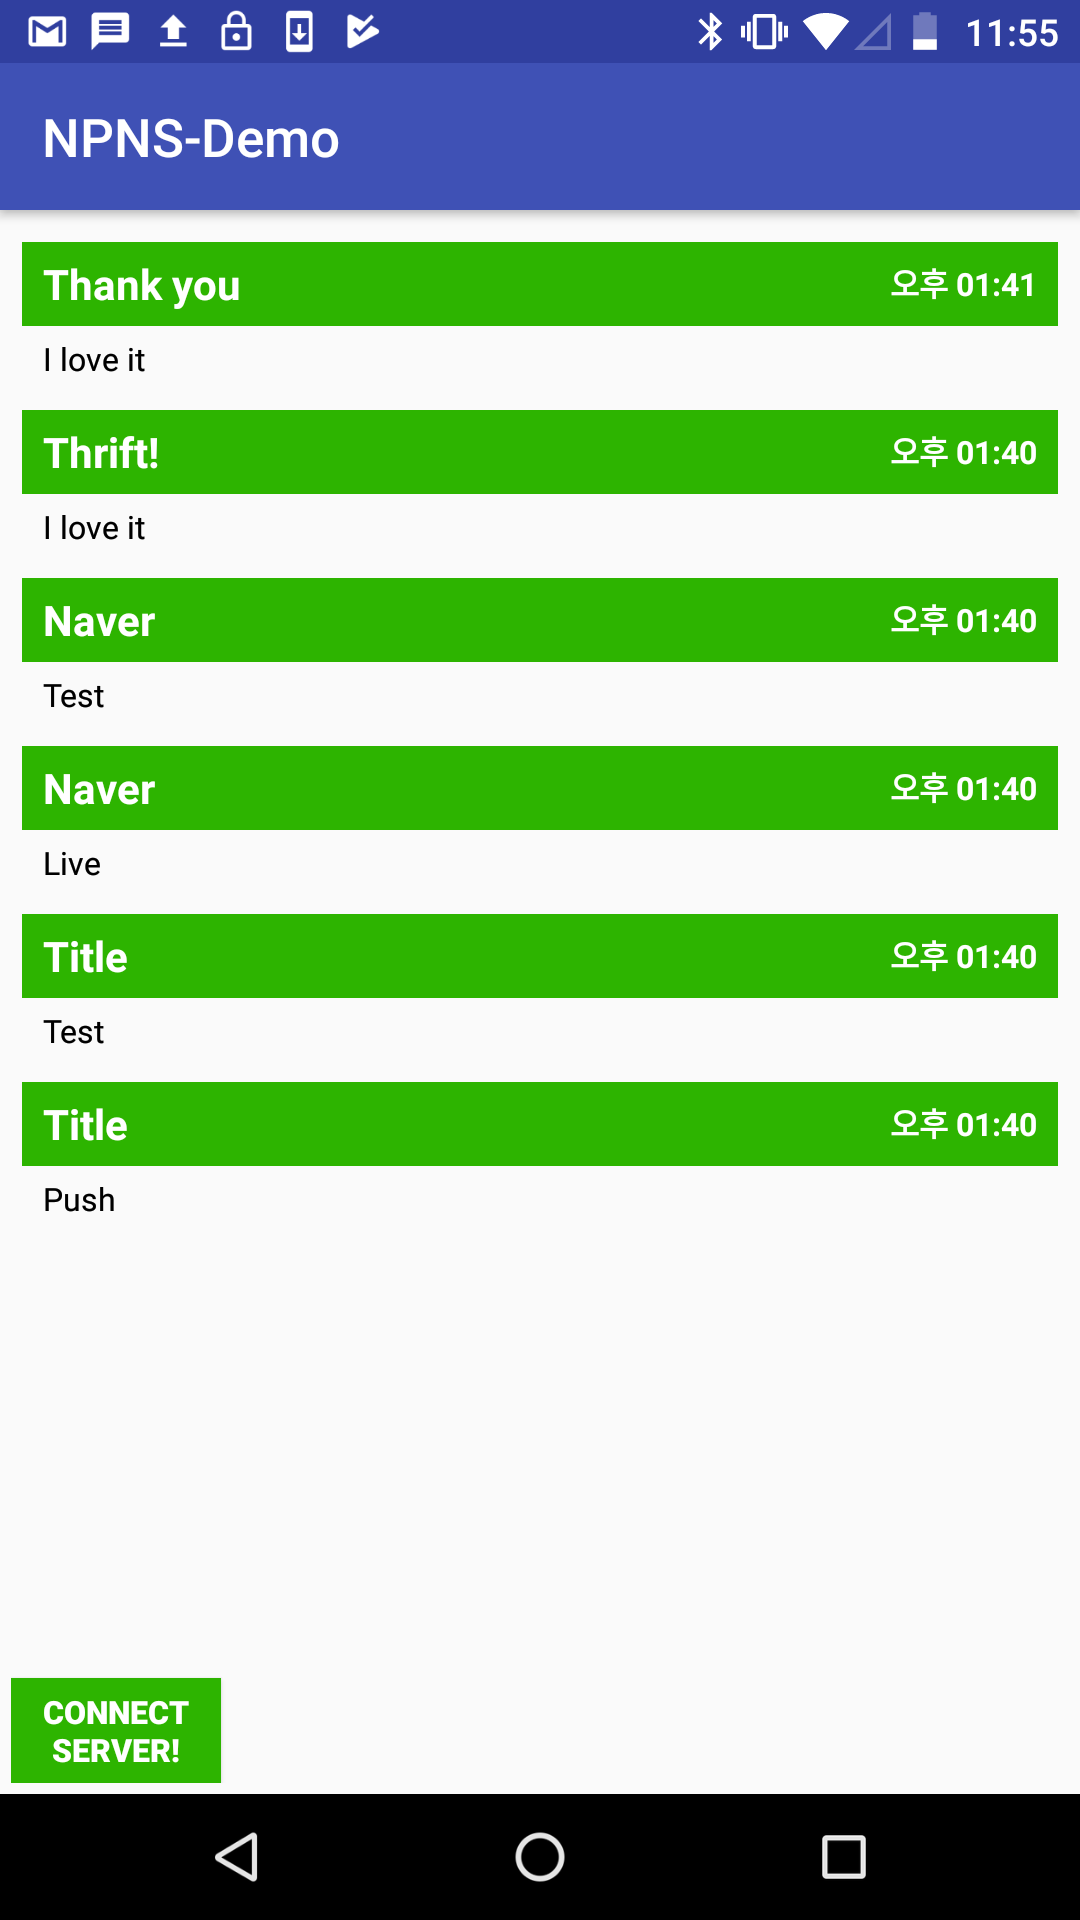 11:55
NPNS-Demo
Thank you 오후 01:41
I love it
Thrift! 오후 01:40
I love it
Naver 오후 01:40
Test
Naver 오후 01:40
Live
Title 오후 01:40
Test
Title 오후 01:40
Push
CONNECT
SERVER!